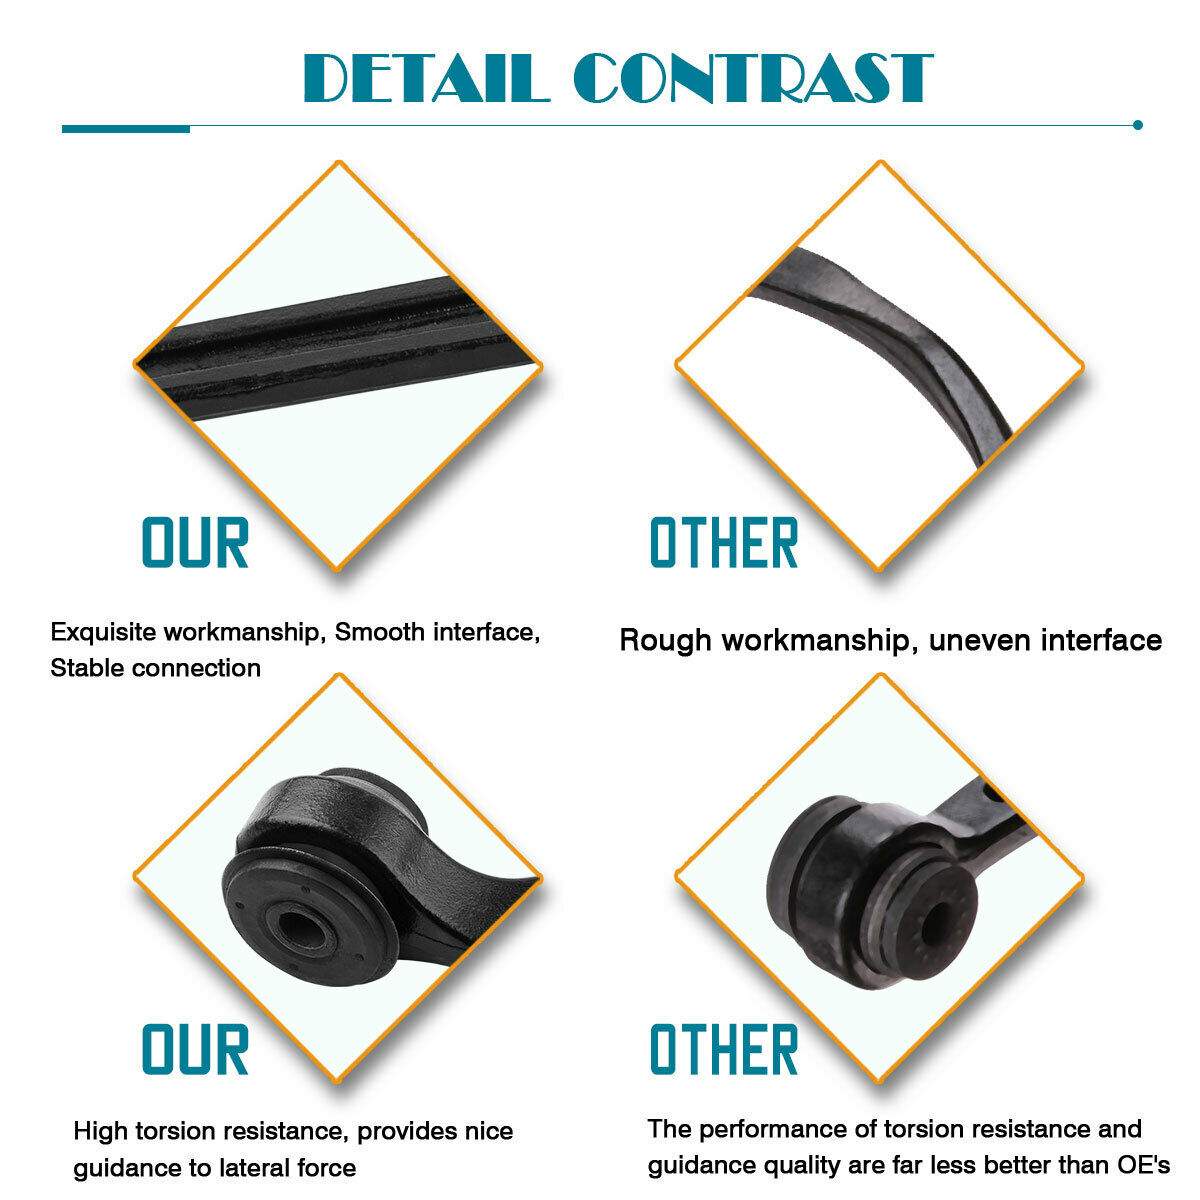 DETAIL CONTRAST
OUR
OTHER
Exquisite workmanship, Smooth interface,
Stable connection
Rough workmanship, uneven interface
OUR
OTHER
High torsion resistance, provides nice
guidance to lateral force
The performance of torsion resistance and
guidance quality are far less better than OE's